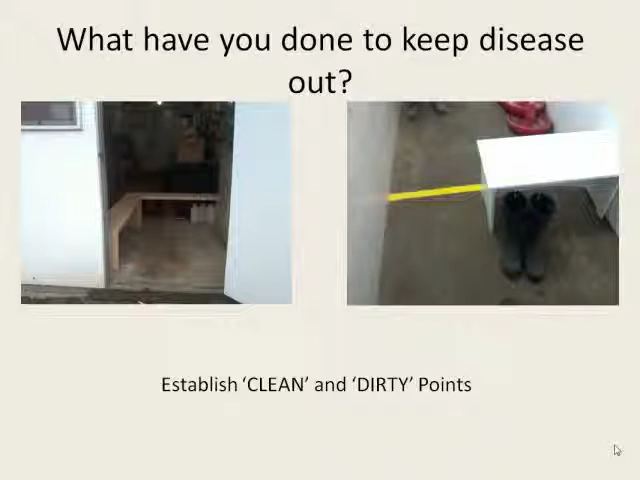 What have you done to keep disease
out?
Establish ‘CLEAN’ and ‘DIRTY’ Points